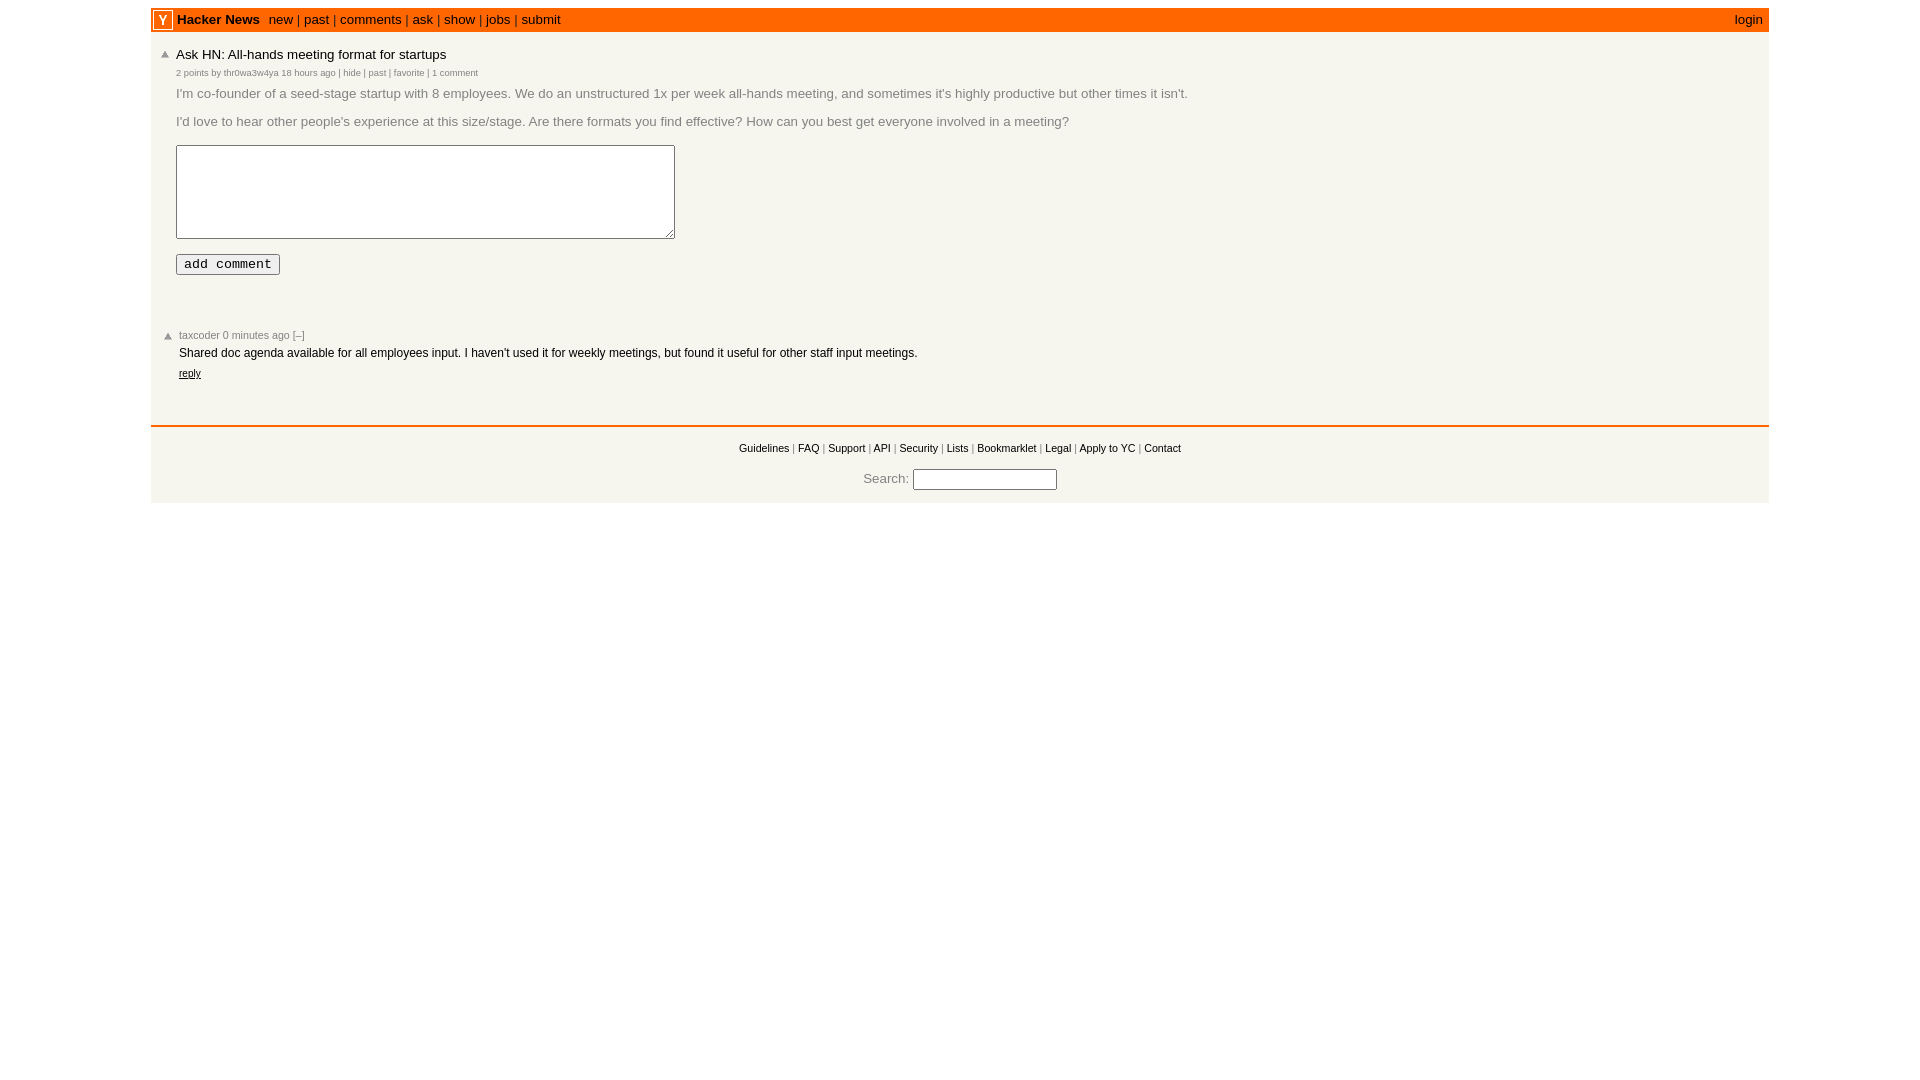 Y Hacker News new | past | comments | ask | show | jobs | submit login
Ask HN: All-hands meeting format for startups
2 points by thr0wa3w4ya 18 hours ago | hide | past | favorite | 1 comment
I'm co-founder of a seed-stage startup with 8 employees. We do an unstructured 1x per week all-hands meeting, and sometimes it's highly productive but other times it isn't.
I'd love to hear other people's experience at this size/stage. Are there formats you find effective? How can you best get everyone involved in a meeting?
add comment
taxcoder 0 minutes ago [–]
Shared doc agenda available for all employees input. I haven't used it for weekly meetings, but found it useful for other staff input meetings.
reply
Guidelines | FAQ | Support | API | Security | Lists | Bookmarklet | Legal | Apply to YC | Contact
Search: